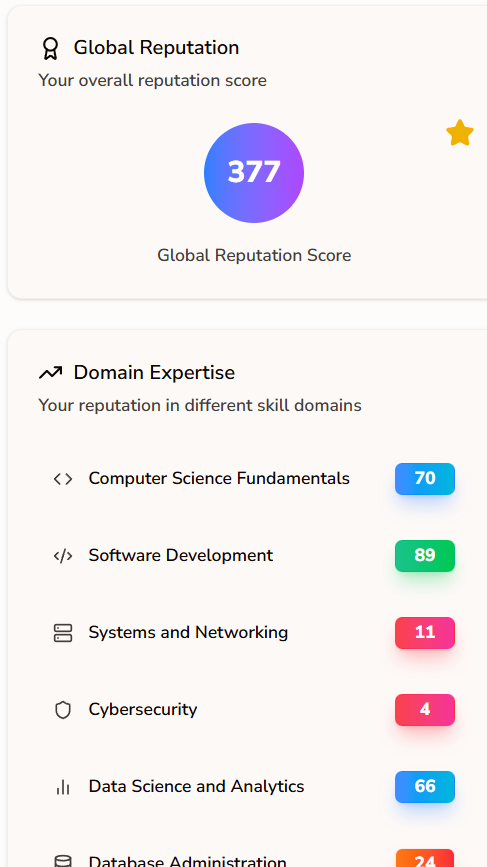 Global Reputation
Your overall reputation score
377
Global Reputation Score
Domain Expertise
Your reputation in different skill domains
Computer Science Fundamentals 70
Software Development 89
Systems and Networking 11
Cybersecurity 4
Data Science and Analytics 66
Database Administration 24